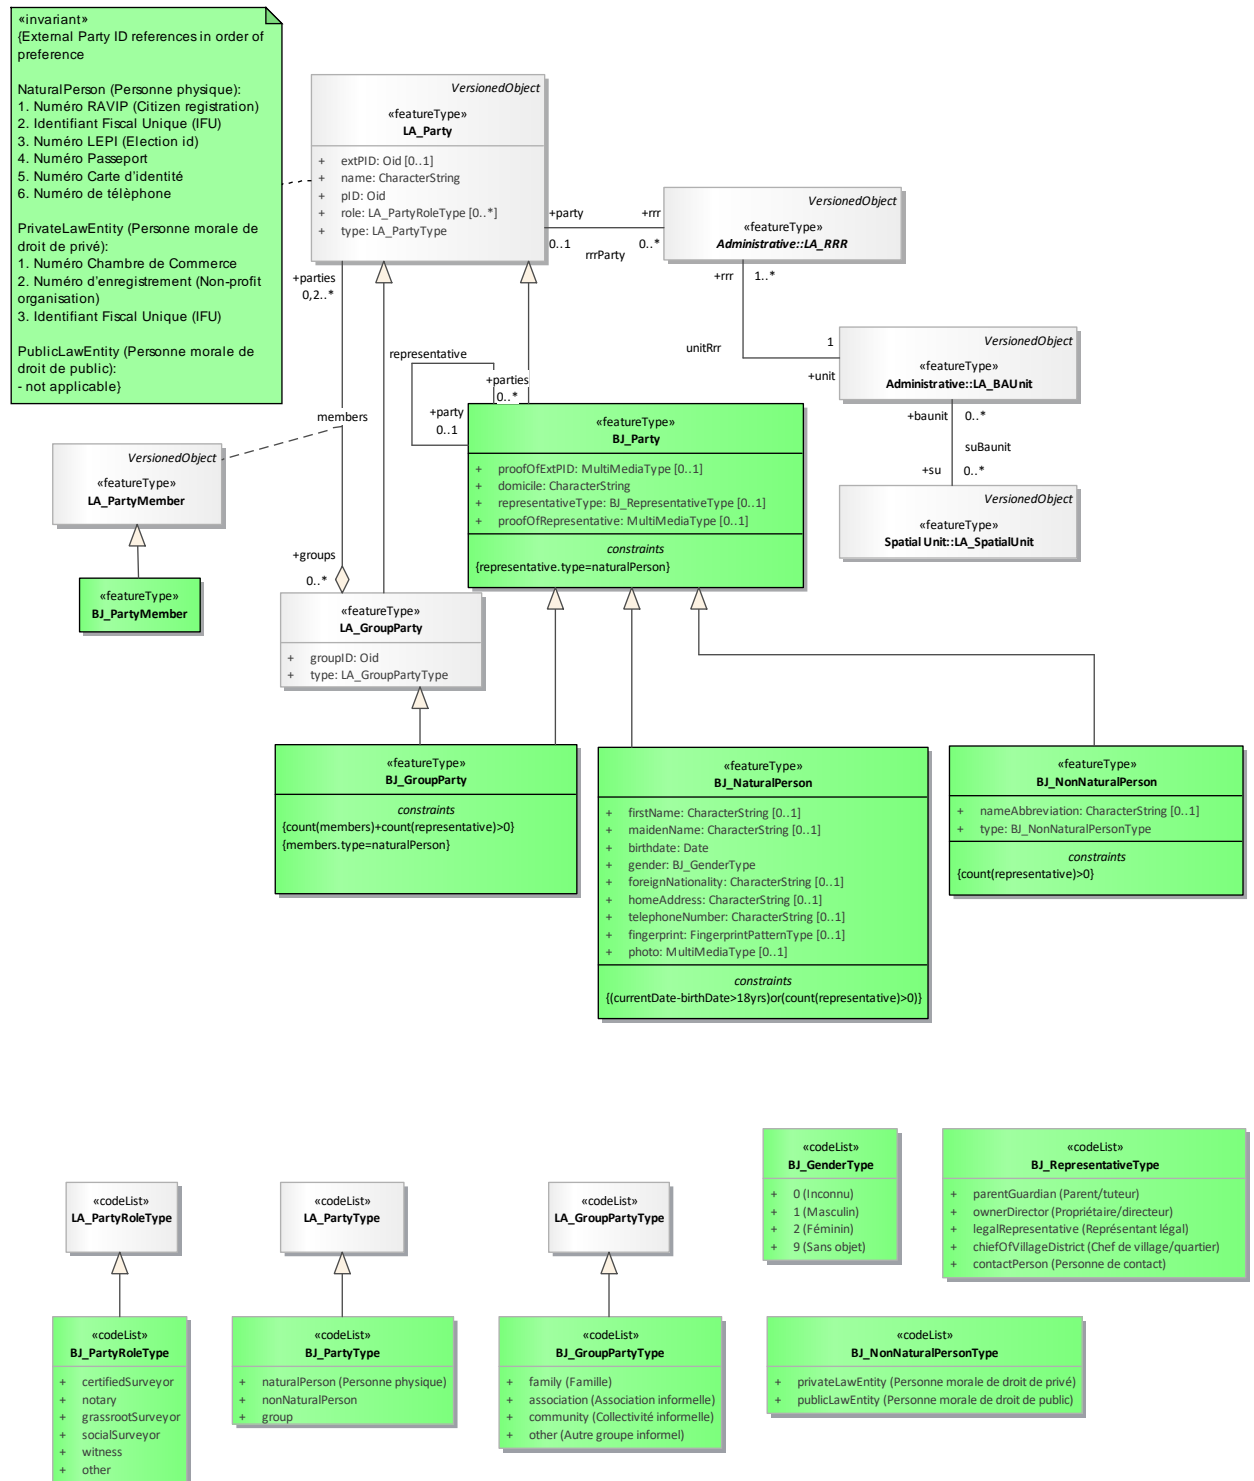 «invariant»
{External Party ID references in order of
preference
NaturalPerson (Personne physique):
1. Numéro RAVIP (Citizen registration)
2. Identifiant Fiscal Unique (IFU)
3. Numéro LEPI (Election id)
4. Numéro Passeport
5. Numéro Carte d'identité
6. Numéro de télèphone
PrivateLawEntity (Personne morale de
droit de privé):
1. Numéro Chambre de Commerce
2. Numéro d'enregistrement (Non-profit
organisation)
3. Identifiant Fiscal Unique (IFU)
PublicLawEntity (Personne morale de
droit de public):
- not applicable}
VersionedObject
«featureType»
LA_Party
+ extPID: Oid [0..1]
+ name: CharacterString
+ pID: Oid
+ role: LA_PartyRoleType [0..*]
+ type: LA_PartyType
+party
0..1
rrrParty
+rrr
0..*
VersionedObject
«featureType»
Administrative::LA_RRR
+rrr
1..*
unitRrr
1
+unit
VersionedObject
«featureType»
Administrative::LA_BAUnit
+baunit
0..*
suBaunit
+su
0..*
VersionedObject
«featureType»
Spatial Unit::LA_SpatialUnit
+parties
0,2..*
members
+groups
0..*
representative
+parties
0..*
+party
0..1
VersionedObject
«featureType»
LA_PartyMember
«featureType»
BJ_PartyMember
«featureType»
BJ_Party
+ proofOfExtPID: MultiMediaType [0..1]
+ domicile: CharacterString
+ representativeType: BJ_RepresentativeType [0..1]
+ proofOfRepresentative: MultiMediaType [0..1]
constraints
{representative.type=naturalPerson}
«featureType»
LA_GroupParty
+ groupID: Oid
+ type: LA_GroupPartyType
«featureType»
BJ_GroupParty
constraints
{count(members)+count(representative)>0}
{members.type=naturalPerson}
«featureType»
BJ_NaturalPerson
+ firstName: CharacterString [0..1]
+ maidenName: CharacterString [0..1]
+ birthdate: Date
+ gender: BJ_GenderType
+ foreignNationality: CharacterString [0..1]
+ homeAddress: CharacterString [0..1]
+ telephoneNumber: CharacterString [0..1]
+ fingerprint: FingerprintPatternType [0..1]
+ photo: MultiMediaType [0..1]
constraints
{(currentDate-birthDate>18yrs)or(count(representative)>0)}
«featureType»
BJ_NonNaturalPerson
+ nameAbbreviation: CharacterString [0..1]
+ type: BJ_NonNaturalPersonType
constraints
{count(representative)>0}
«codeList»
BJ_GenderType
+ 0 (Inconnu)
+ 1 (Masculin)
+ 2 (Féminin)
+ 9 (Sans objet)
«codeList»
BJ_RepresentativeType
+ parentGuardian (Parent/tuteur)
+ ownerDirector (Propriétaire/directeur)
+ legalRepresentative (Représentant légal)
+ chiefOfVillageDistrict (Chef de village/quartier)
+ contactPerson (Personne de contact)
«codeList»
LA_PartyRoleType
«codeList»
LA_PartyType
«codeList»
LA_GroupPartyType
«codeList»
BJ_PartyRoleType
+ certifiedSurveyor
+ notary
+ grassrootSurveyor
+ socialSurveyor
+ witness
+ other
«codeList»
BJ_PartyType
+ naturalPerson (Personne physique)
+ nonNaturalPerson
+ group
«codeList»
BJ_GroupPartyType
+ family (Famille)
+ association (Association informelle)
+ community (Collectivité informelle)
+ other (Autre groupe informel)
«codeList»
BJ_NonNaturalPersonType
+ privateLawEntity (Personne morale de droit de privé)
+ publicLawEntity (Personne morale de droit de public)